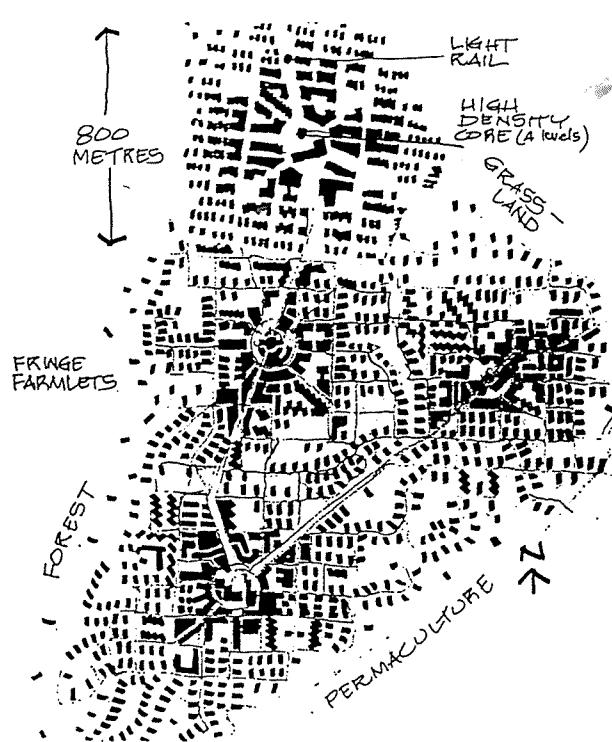 LIGHT
RAIL
HIGH
DENSITY
CORE (4 levels)
800
METRES
GRASS-
LAND
FRINGE
FARMLETS
FOREST
N
PERMACULTURE